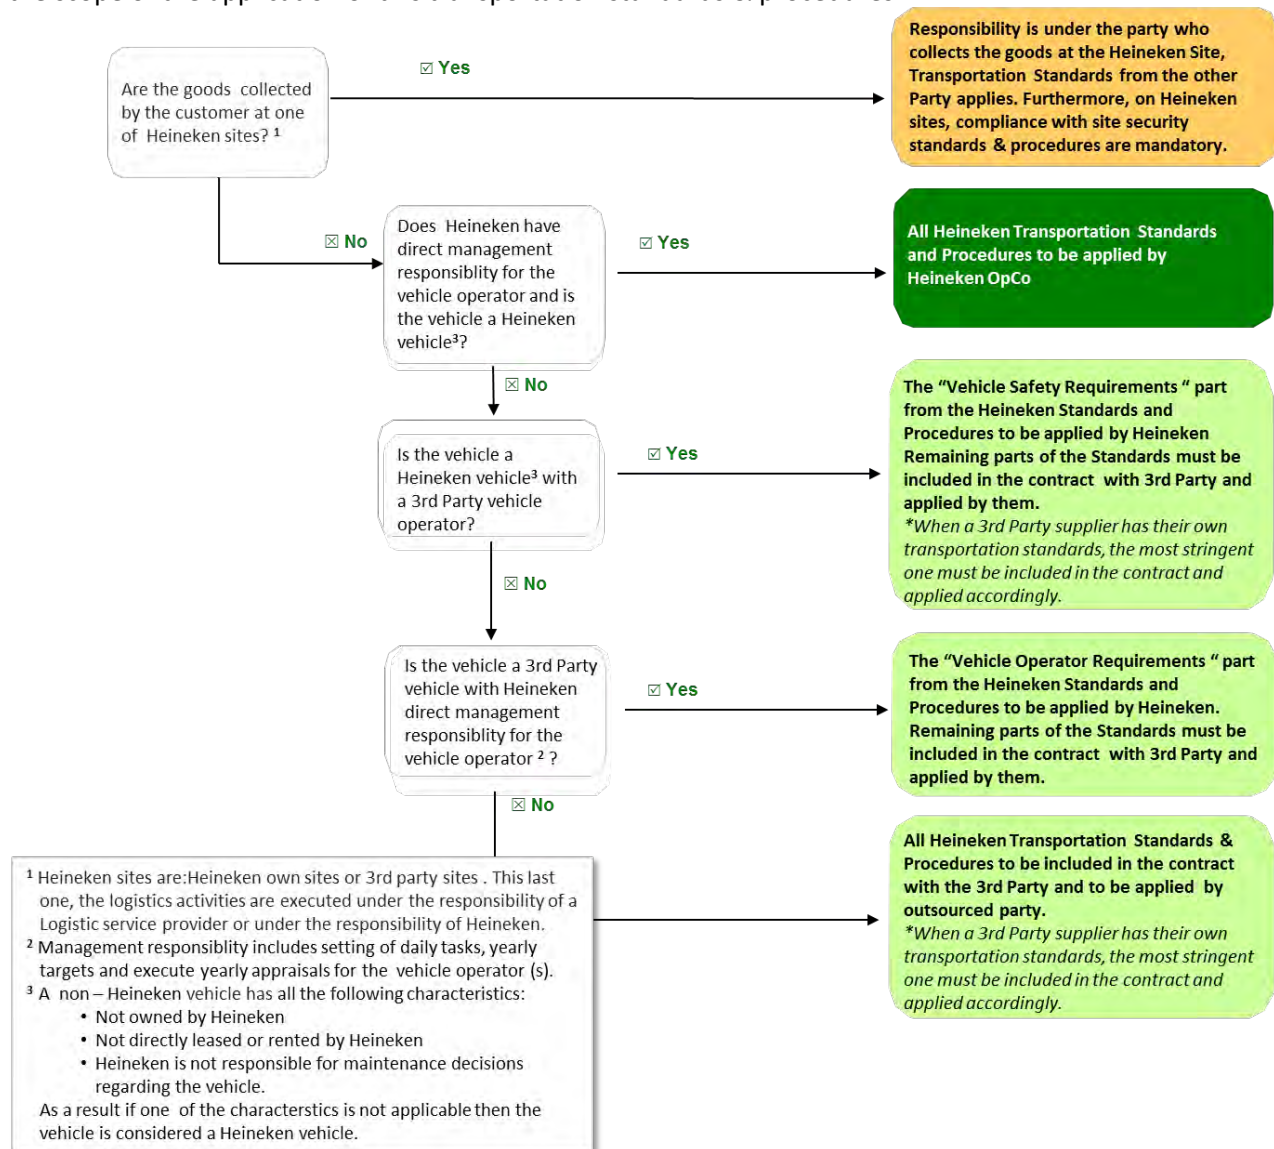 Are the goods collected
by the customer at one
of Heineken sites? ¹
☑ Yes
Responsibility is under the party who
collects the goods at the Heineken Site,
Transportation Standards from the other
Party applies. Furthermore, on Heineken
sites, compliance with site security
standards & procedures are mandatory.
☒ No
Does Heineken have
direct management
responsiblity for the
vehicle operator and is
the vehicle a Heineken
vehicle³?
☑ Yes
All Heineken Transportation Standards
and Procedures to be applied by
Heineken OpCo
☒ No
Is the vehicle a
Heineken vehicle³ with
a 3rd Party vehicle
operator?
☑ Yes
The “Vehicle Safety Requirements “ part
from the Heineken Standards and
Procedures to be applied by Heineken
Remaining parts of the Standards must be
included in the contract with 3rd Party and
applied by them.
*When a 3rd Party supplier has their own
transportation standards, the most stringent
one must be included in the contract and
applied accordingly.
☒ No
Is the vehicle a 3rd Party
vehicle with Heineken
direct management
responsiblity for the
vehicle operator ² ?
☑ Yes
The “Vehicle Operator Requirements “ part
from the Heineken Standards and
Procedures to be applied by Heineken.
Remaining parts of the Standards must be
included in the contract with 3rd Party and
applied by them.
☒ No
All Heineken Transportation Standards &
Procedures to be included in the contract
with the 3rd Party and to be applied by
outsourced party.
*When a 3rd Party supplier has their own
transportation standards, the most stringent
one must be included in the contract and
applied accordingly.
¹ Heineken sites are:Heineken own sites or 3rd party sites . This last
one, the logistics activities are executed under the responsibility of a
Logistic service provider or under the responsibility of Heineken.
² Management responsiblity includes setting of daily tasks, yearly
targets and execute yearly appraisals for the vehicle operator (s).
³ A non – Heineken vehicle has all the following characteristics:
• Not owned by Heineken
• Not directly leased or rented by Heineken
• Heineken is not responsible for maintenance decisions
regarding the vehicle.
As a result if one of the characterstics is not applicable then the
vehicle is considered a Heineken vehicle.